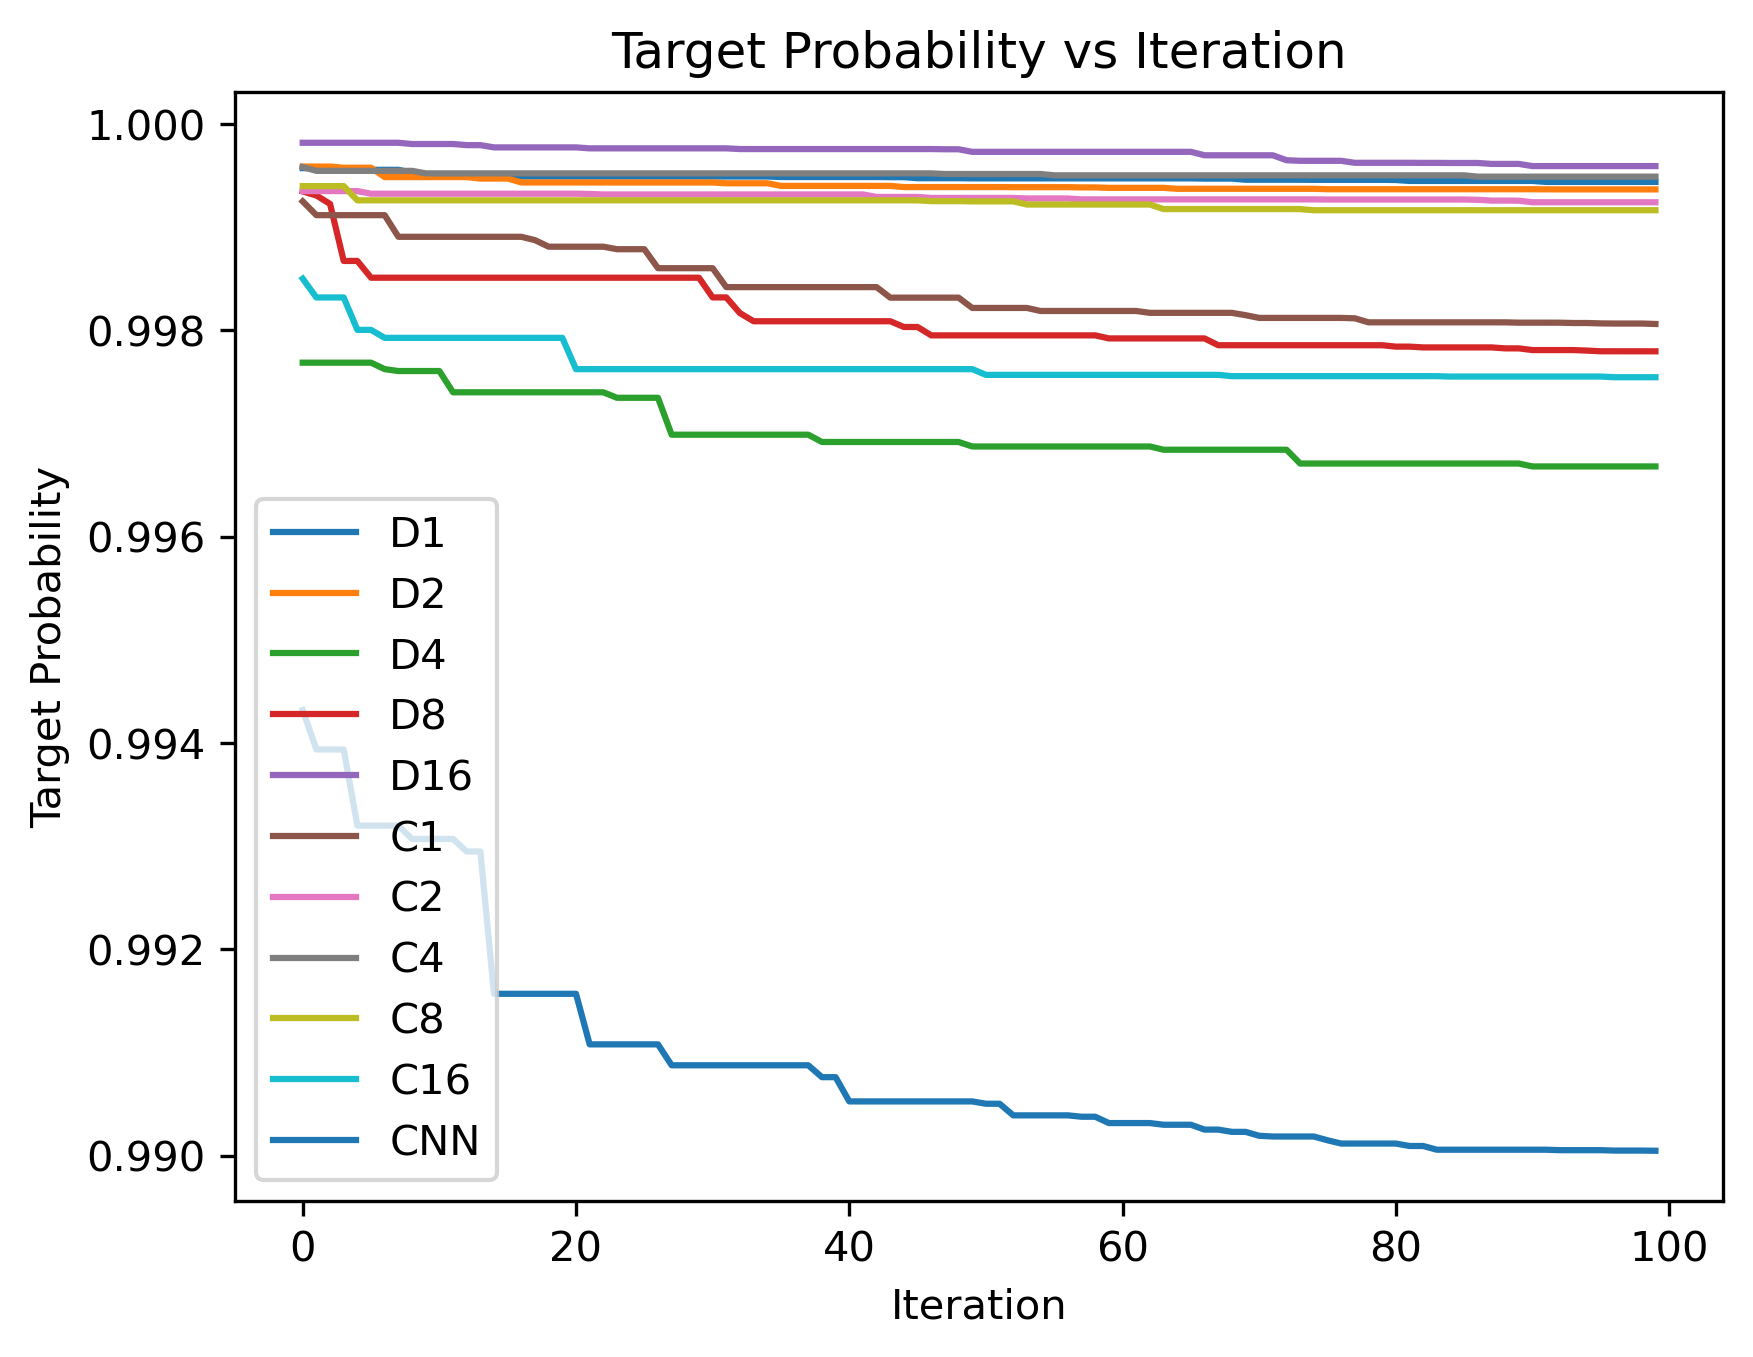 Target Probability vs Iteration
Target Probability
1.000
0.998
0.996
0.994
0.992
0.990
D1
D2
D4
D8
D16
C1
C2
C4
C8
C16
CNN
0 20 40 60 80 100
Iteration